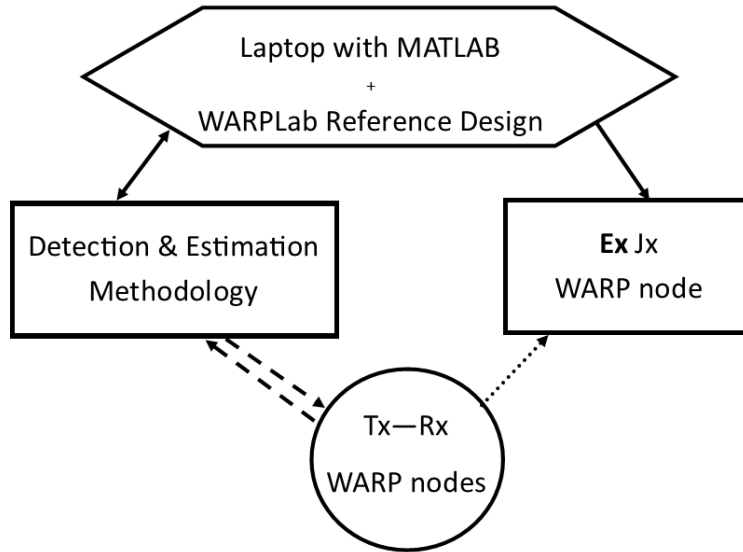 Laptop with MATLAB
+
WARPLab Reference Design
Detection & Estimation
Methodology
Ex Jx
WARP node
Tx—Rx
WARP nodes